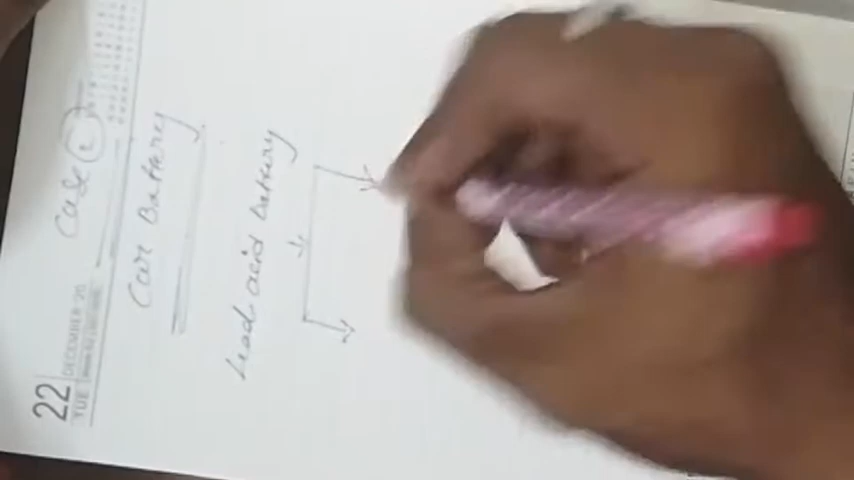 22
TUE
DECEMBER-20
Case 2
Car Battery
Lead-acid battery